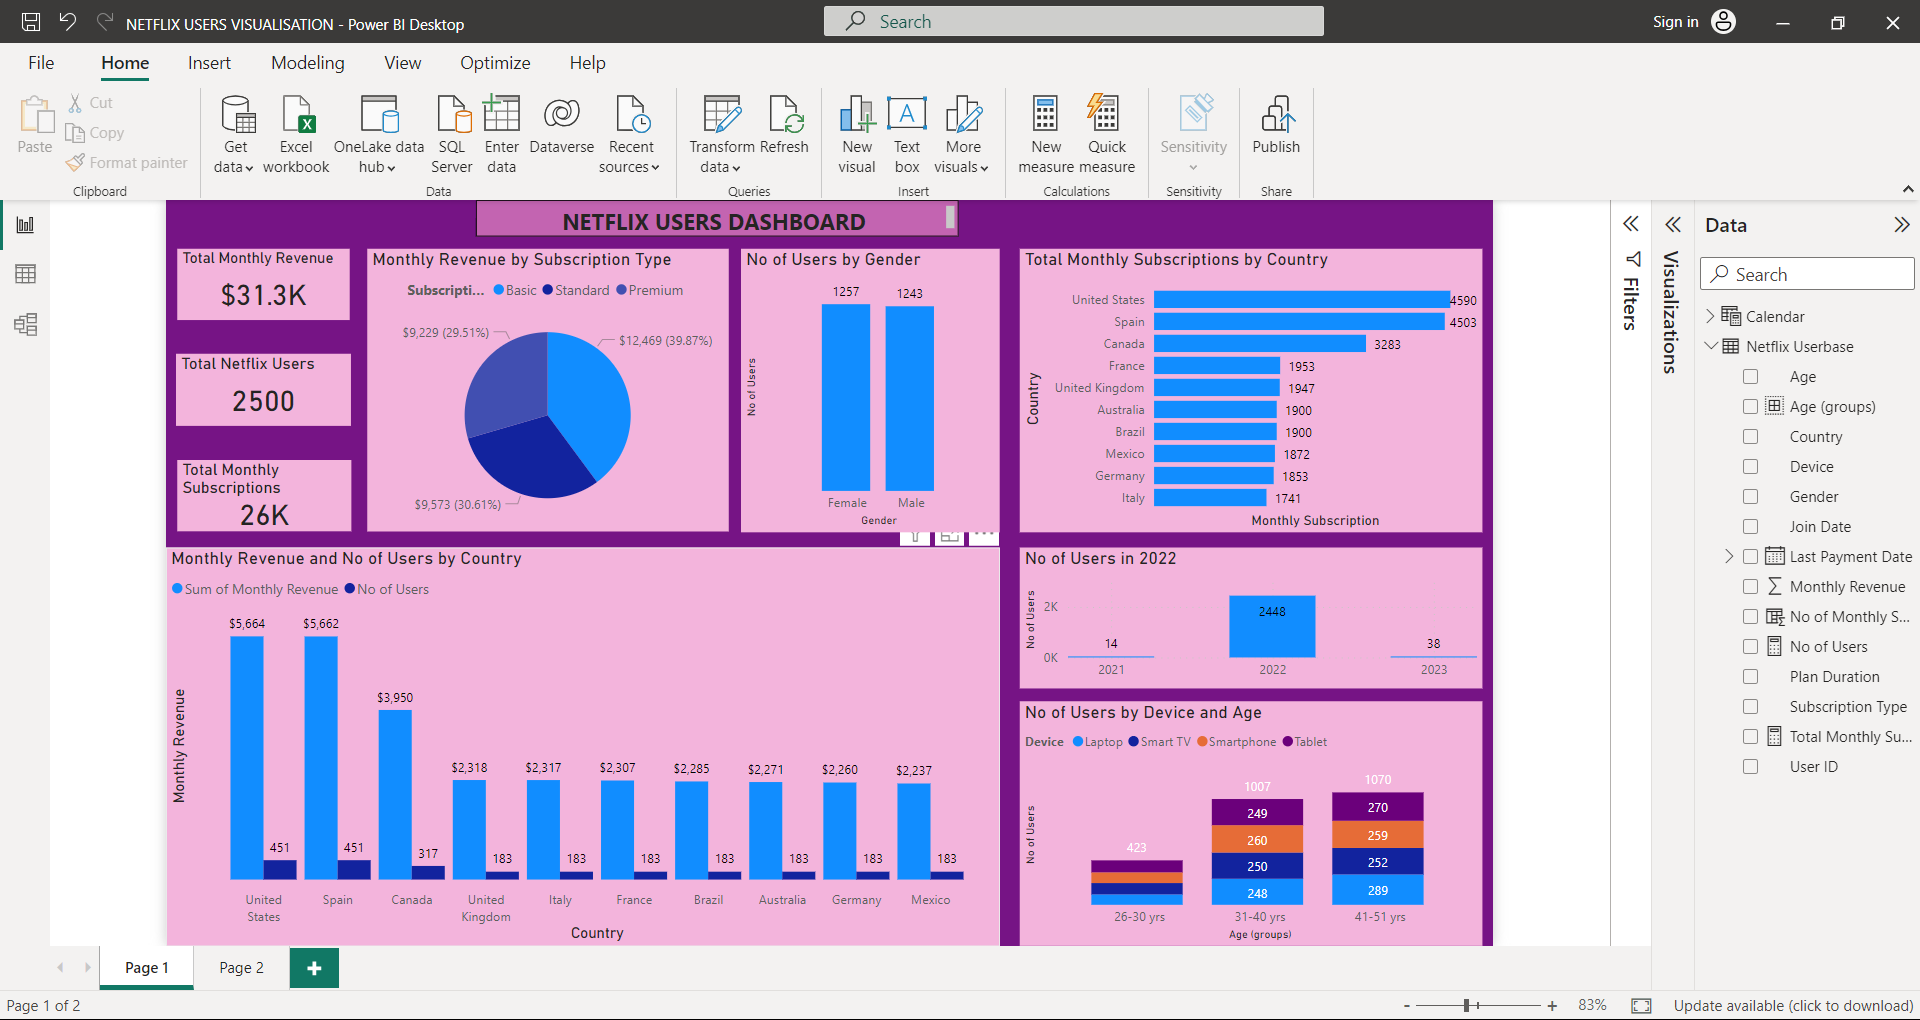 NETFLIX USERS VISUALISATION - Power BI Desktop
Search
Sign in
File Home Insert Modeling View Optimize Help
Paste
Cut
Copy
Format painter
Clipboard
Get data
Excel workbook
OneLake data hub
SQL Server
Enter data
Dataverse
Recent sources
Data
Transform data
Refresh
Queries
New visual
Text box
More visuals
Insert
New measure
Quick measure
Calculations
Sensitivity
Sensitivity
Publish
Share
NETFLIX USERS DASHBOARD
Total Monthly Revenue
$31.3K
Total Netflix Users
2500
Total Monthly
Subscriptions
26K
Monthly Revenue by Subscription Type
Subscripti... Basic Standard Premium
$9,229 (29.51%)
$12,469 (39.87%)
$9,573 (30.61%)
No of Users by Gender
No of Users
1257 1243
Female Male
Gender
Total Monthly Subscriptions by Country
Country
United States 4590
Spain 4503
Canada 3283
France 1953
United Kingdom 1947
Australia 1900
Brazil 1900
Mexico 1872
Germany 1853
Italy 1741
Monthly Subscription
Monthly Revenue and No of Users by Country
Sum of Monthly Revenue No of Users
Monthly Revenue
$5,664 $5,662 $3,950 $2,318 $2,317 $2,307 $2,285 $2,271 $2,260 $2,237
451 451 317 183 183 183 183 183 183 183
United States Spain Canada United Kingdom Italy France Brazil Australia Germany Mexico
Country
No of Users in 2022
No of Users
2K
0K
14 2448 38
2021 2022 2023
No of Users by Device and Age
Device Laptop Smart TV Smartphone Tablet
No of Users
423 1007 1070
249 270
260 259
250 252
248 289
26-30 yrs 31-40 yrs 41-51 yrs
Age (groups)
Filters
Visualizations
Data
Search
Calendar
Netflix Userbase
Age
Age (groups)
Country
Device
Gender
Join Date
Last Payment Date
Monthly Revenue
No of Monthly S...
No of Users
Plan Duration
Subscription Type
Total Monthly Su...
User ID
Page 1 Page 2
Page 1 of 2
83%
Update available (click to download)